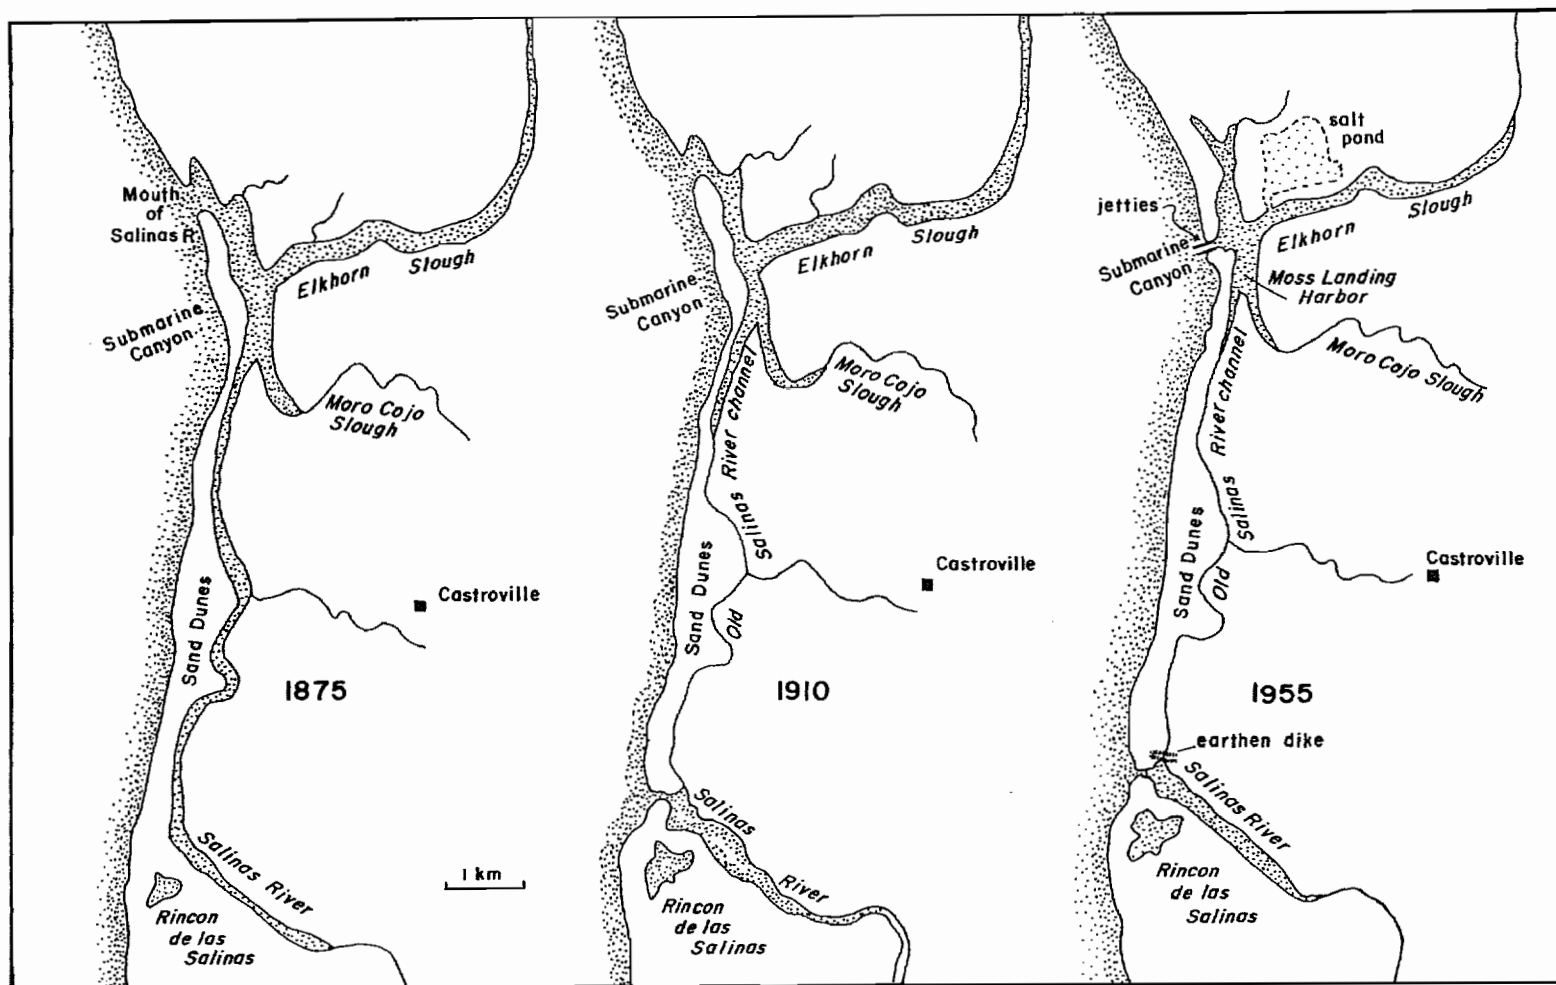 Mouth
of
Salinas R.
Elkhorn Slough
Submarine
Canyon
Moro Cojo
Slough
Sand Dunes
Castroville
1875
Salinas River
Rincon
de las
Salinas
1 km
Elkhorn Slough
Submarine
Canyon
Moro Cojo
Slough
Old Salinas River channel
Sand Dunes
Castroville
1910
Salinas River
Rincon
de las
Salinas
salt
pond
jetties
Elkhorn Slough
Submarine
Canyon
Moss Landing
Harbor
Moro Cojo Slough
Old Salinas River channel
Sand Dunes
Castroville
1955
earthen dike
Salinas River
Rincon
de las
Salinas